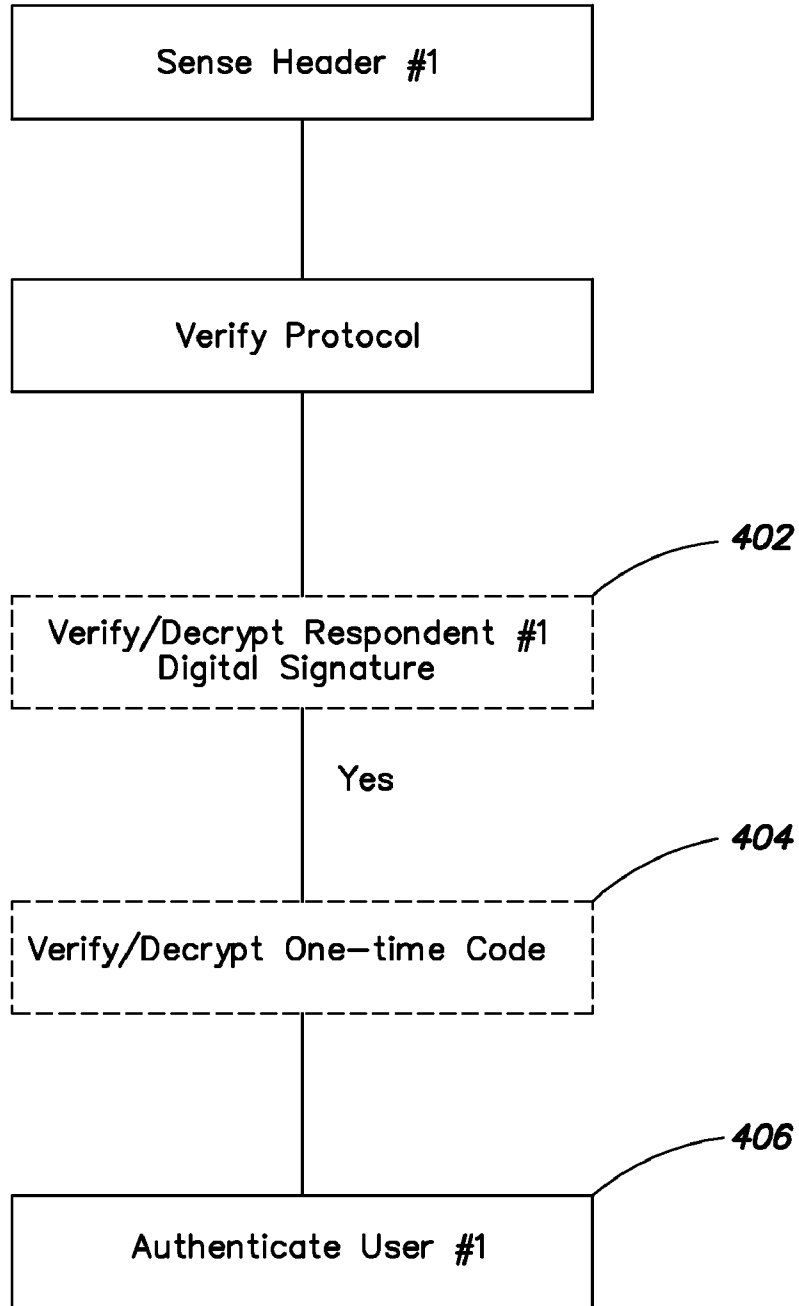 Sense Header #1
Verify Protocol
402
Verify/Decrypt Respondent #1
Digital Signature
Yes
404
Verify/Decrypt One-time Code
406
Authenticate User #1